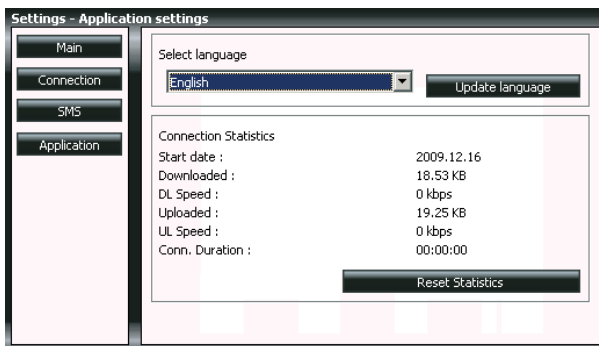 Settings - Application settings
Main
Connection
SMS
Application
Select language
English
Update language
Connection Statistics
Start date : 2009.12.16
Downloaded : 18.53 KB
DL Speed : 0 kbps
Uploaded : 19.25 KB
UL Speed : 0 kbps
Conn. Duration : 00:00:00
Reset Statistics